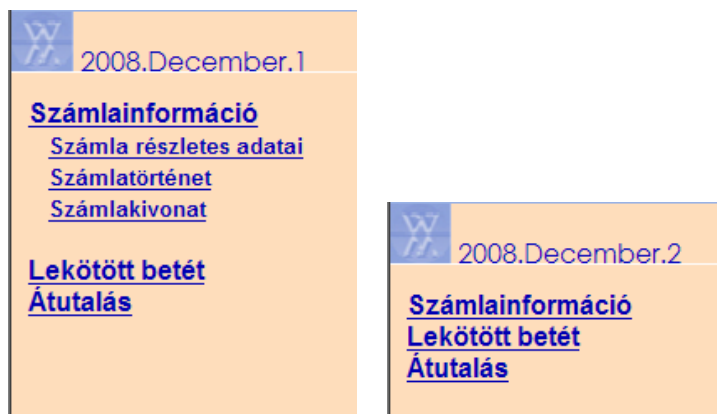 2008.December.1
Számlainformáció
Számla részletes adatai
Számlatörténet
Számlakivonat
Lekötött betét
Átutalás
2008.December.2
Számlainformáció
Lekötött betét
Átutalás